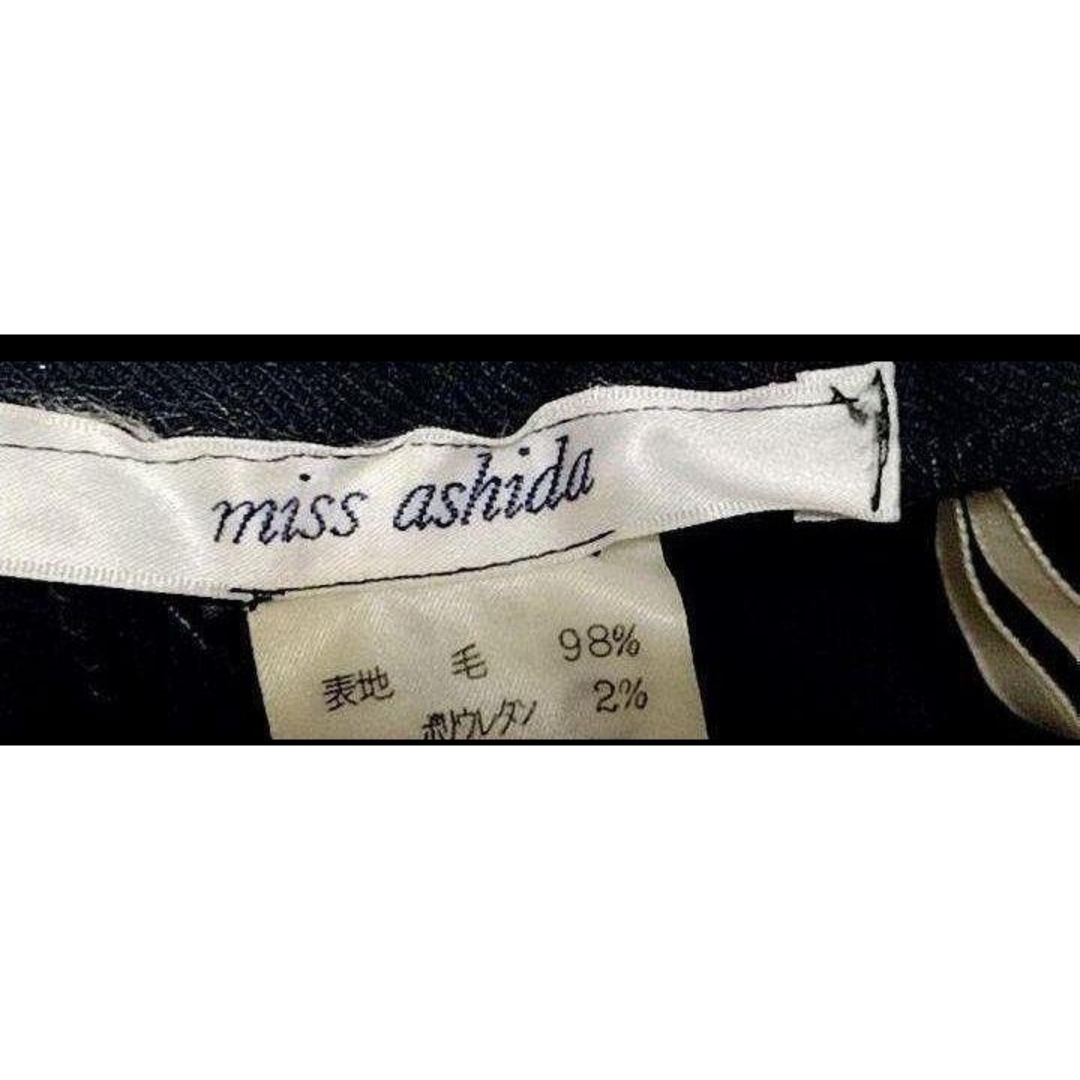 miss ashida
表地 毛 98%
ポリウレタン 2%